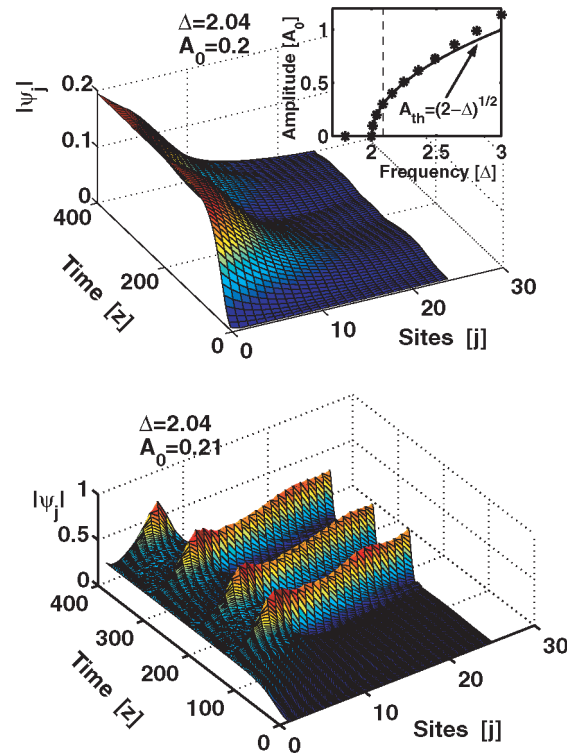 Δ=2.04
A₀=0.2
|ψⱼ|
0.2
0.1
0
400
200
0
Time [z]
0
10
20
30
Sites [j]
Amplitude [A₀]
1
0.5
0
2
2.5
3
Frequency [Δ]
Aₜₕ=(2−Δ)¹/²
Δ=2.04
A₀=0.21
|ψⱼ|
1
0.5
0
400
300
200
100
0
Time [z]
0
10
20
30
Sites [j]